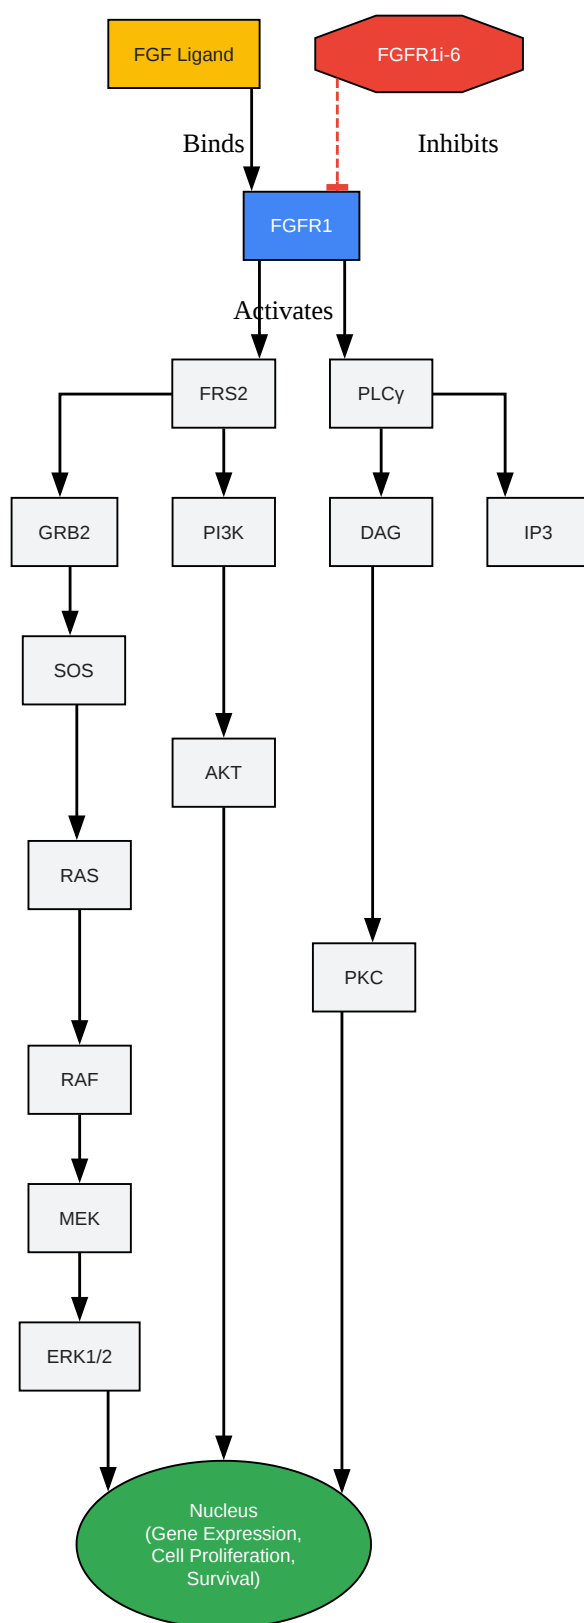 FGF Ligand
FGFR1i-6
Binds
Inhibits
FGFR1
Activates
FRS2
PLCγ
GRB2
PI3K
DAG
IP3
SOS
AKT
RAS
PKC
RAF
MEK
ERK1/2
Nucleus
(Gene Expression,
Cell Proliferation,
Survival)